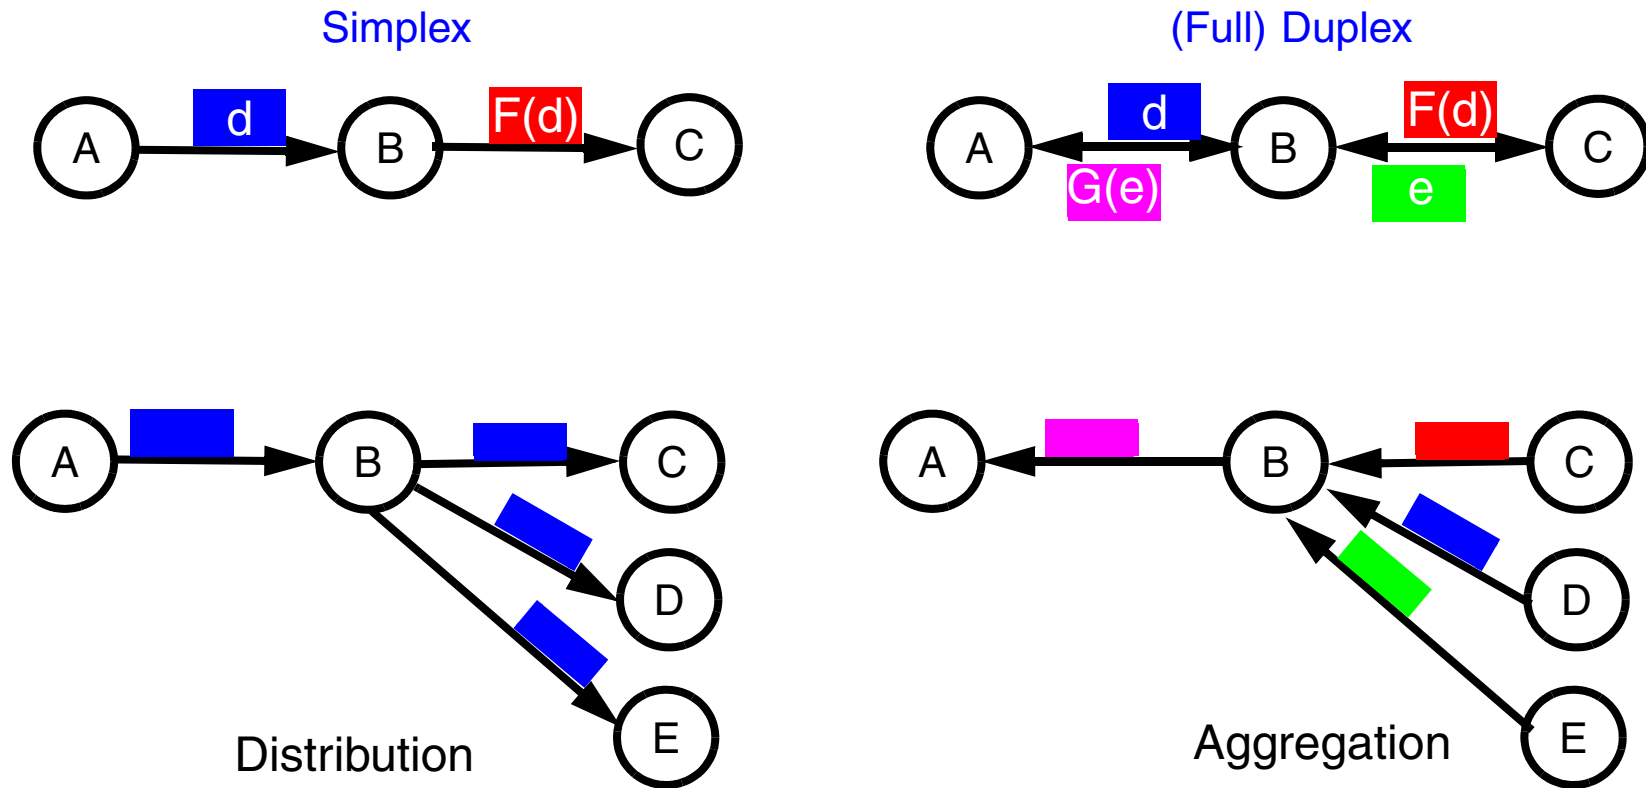 Simplex
(Full) Duplex
A
d
B
F(d)
C
A
d
G(e)
B
F(d)
e
C
A
B
C
D
E
Distribution
A
B
C
D
E
Aggregation